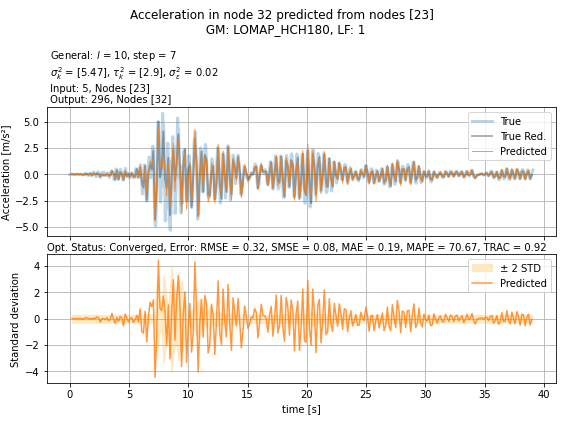 Acceleration in node 32 predicted from nodes [23]
GM: LOMAP_HCH180, LF: 1
General: l = 10, step = 7
σ²ₖ = [5.47], τ²ₖ = [2.9], σ²ε = 0.02
Input: 5, Nodes [23]
Output: 296, Nodes [32]
Acceleration [m/s²]
5.0
2.5
0.0
−2.5
−5.0
True
True Red.
Predicted
Opt. Status: Converged, Error: RMSE = 0.32, SMSE = 0.08, MAE = 0.19, MAPE = 70.67, TRAC = 0.92
Standard deviation
4
2
0
−2
−4
± 2 STD
Predicted
0 5 10 15 20 25 30 35 40
time [s]